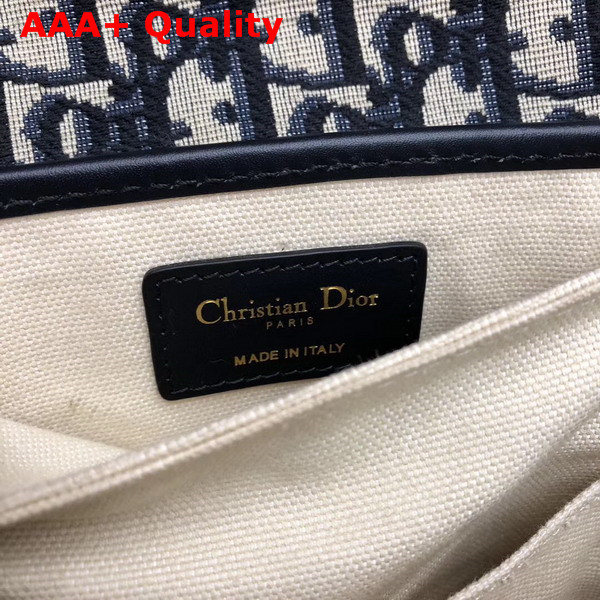 AAA+ Quality
Christian Dior
PARIS
MADE IN ITALY